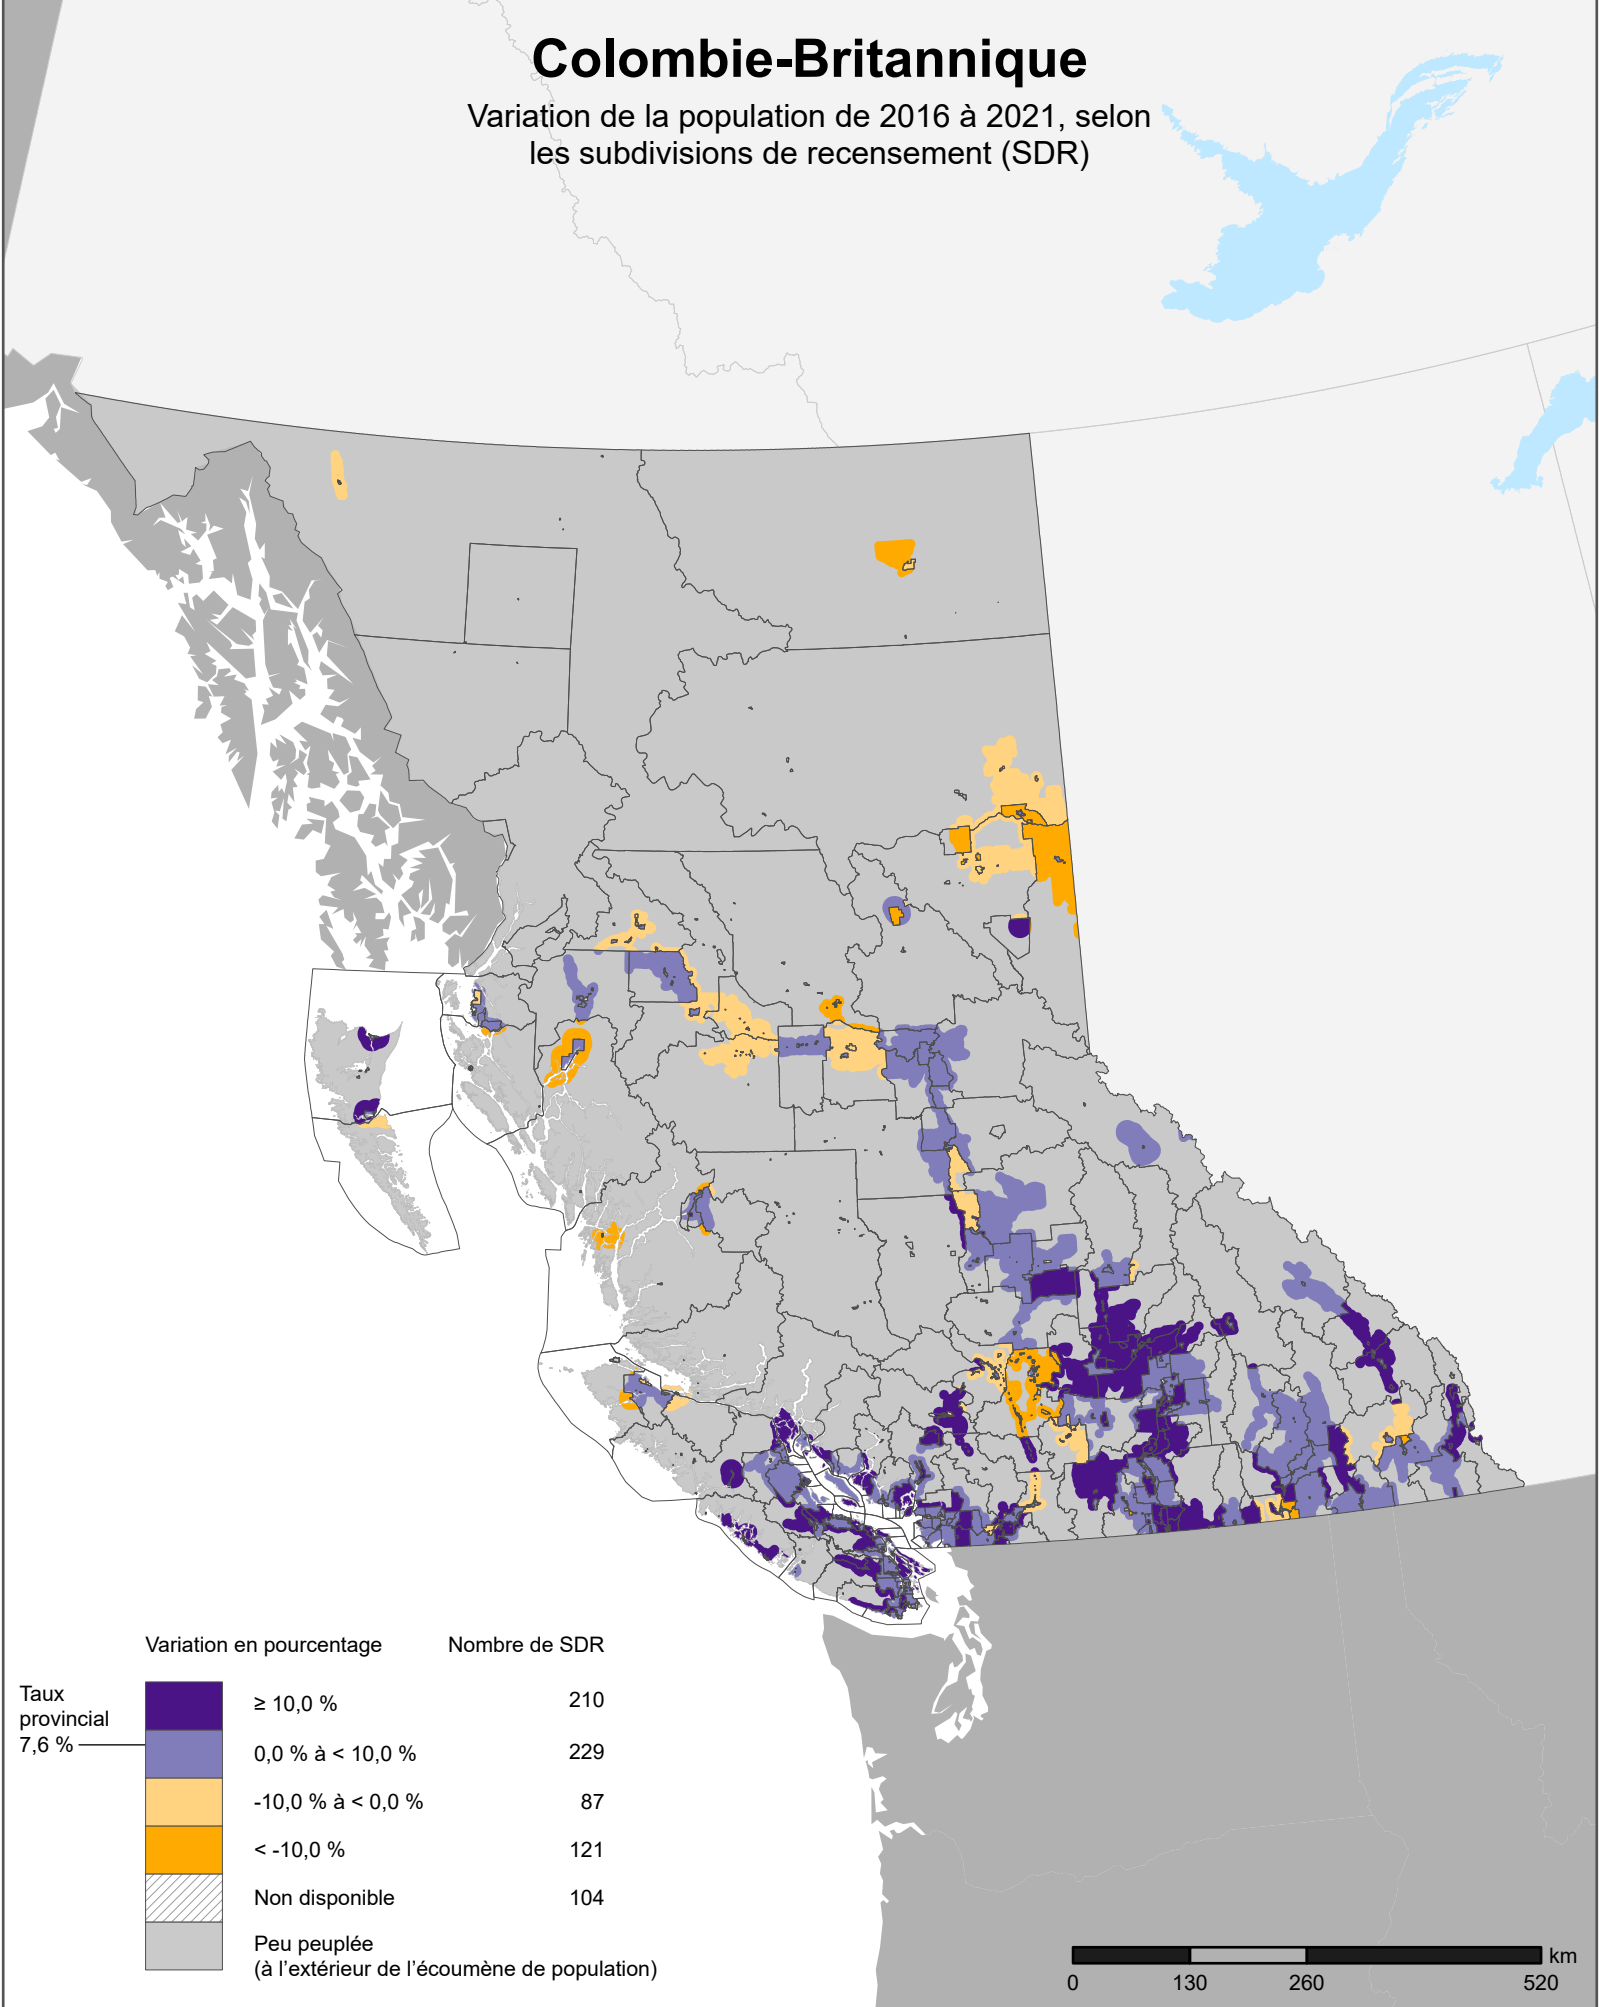 Colombie-Britannique
Variation de la population de 2016 à 2021, selon
les subdivisions de recensement (SDR)
Variation en pourcentage Nombre de SDR
Taux
provincial
7,6 %
≥ 10,0 % 210
0,0 % à < 10,0 % 229
-10,0 % à < 0,0 % 87
< -10,0 % 121
Non disponible 104
Peu peuplée
(à l’extérieur de l’écoumène de population)
km
0 130 260 520